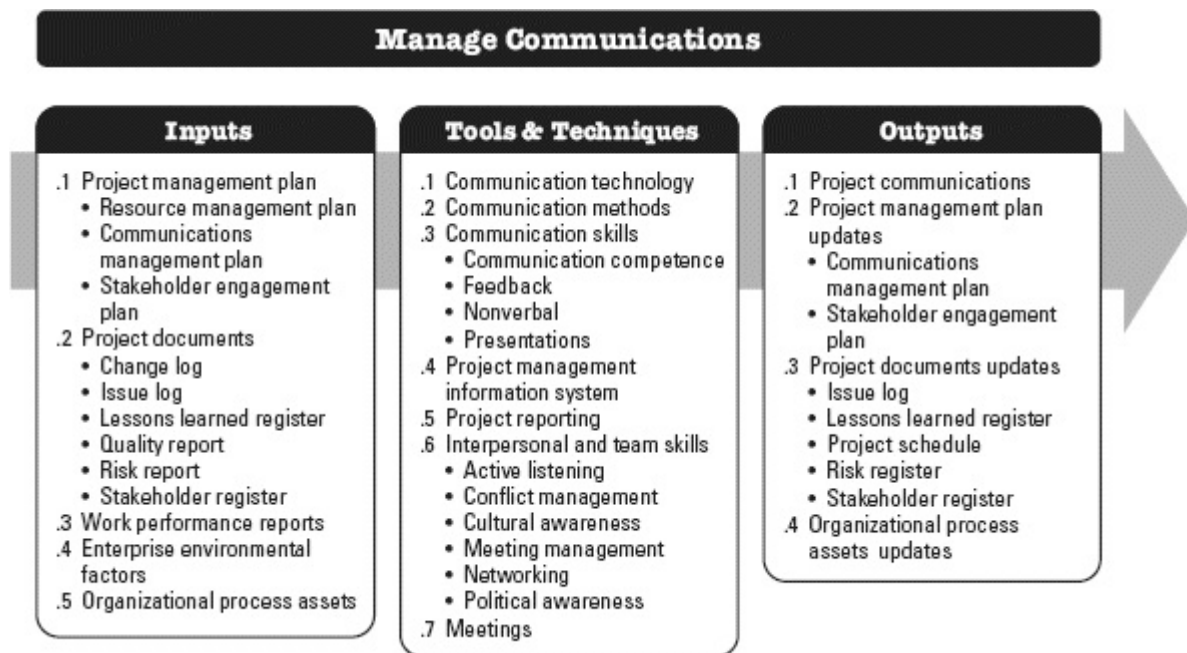 Manage Communications
Inputs
.1 Project management plan
• Resource management plan
• Communications
management plan
• Stakeholder engagement
plan
.2 Project documents
• Change log
• Issue log
• Lessons learned register
• Quality report
• Risk report
• Stakeholder register
.3 Work performance reports
.4 Enterprise environmental
factors
.5 Organizational process assets
Tools & Techniques
.1 Communication technology
.2 Communication methods
.3 Communication skills
• Communication competence
• Feedback
• Nonverbal
• Presentations
.4 Project management
information system
.5 Project reporting
.6 Interpersonal and team skills
• Active listening
• Conflict management
• Cultural awareness
• Meeting management
• Networking
• Political awareness
.7 Meetings
Outputs
.1 Project communications
.2 Project management plan
updates
• Communications
management plan
• Stakeholder engagement
plan
.3 Project documents updates
• Issue log
• Lessons learned register
• Project schedule
• Risk register
• Stakeholder register
.4 Organizational process
assets updates